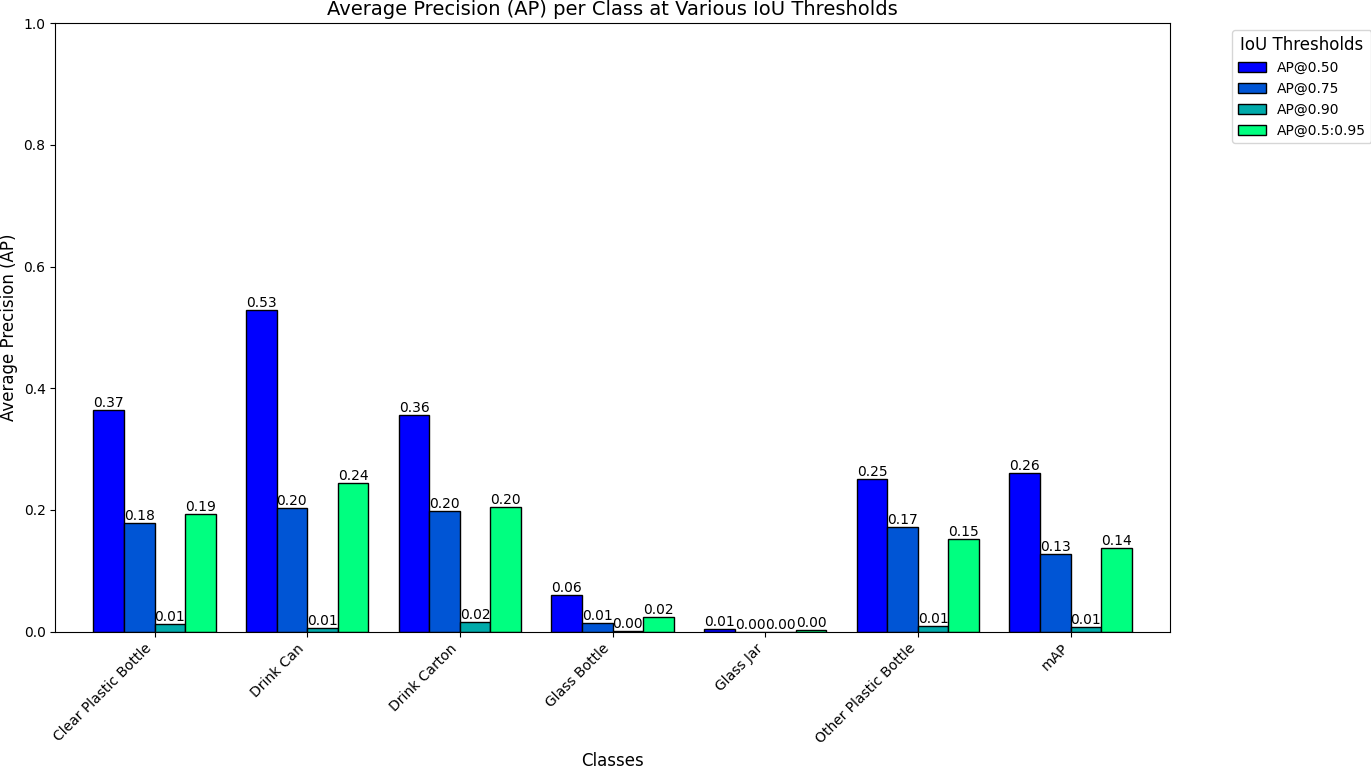 Average Precision (AP) per Class at Various IoU Thresholds
IoU Thresholds
AP@0.50
AP@0.75
AP@0.90
AP@0.5:0.95
Average Precision (AP)
1.0
0.8
0.6
0.4
0.2
0.0
0.37
0.18
0.01
0.19
0.53
0.20
0.01
0.24
0.36
0.20
0.02
0.20
0.06
0.01
0.00
0.02
0.01
0.00
0.00
0.00
0.25
0.17
0.01
0.15
0.26
0.13
0.01
0.14
Clear Plastic Bottle
Drink Can
Drink Carton
Glass Bottle
Glass Jar
Other Plastic Bottle
mAP
Classes